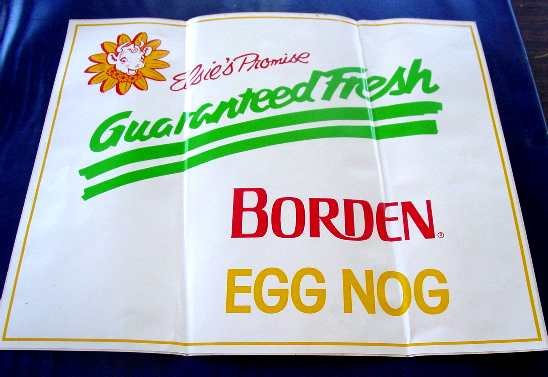 Elsie's Promise
Guaranteed Fresh
BORDEN®
EGG NOG